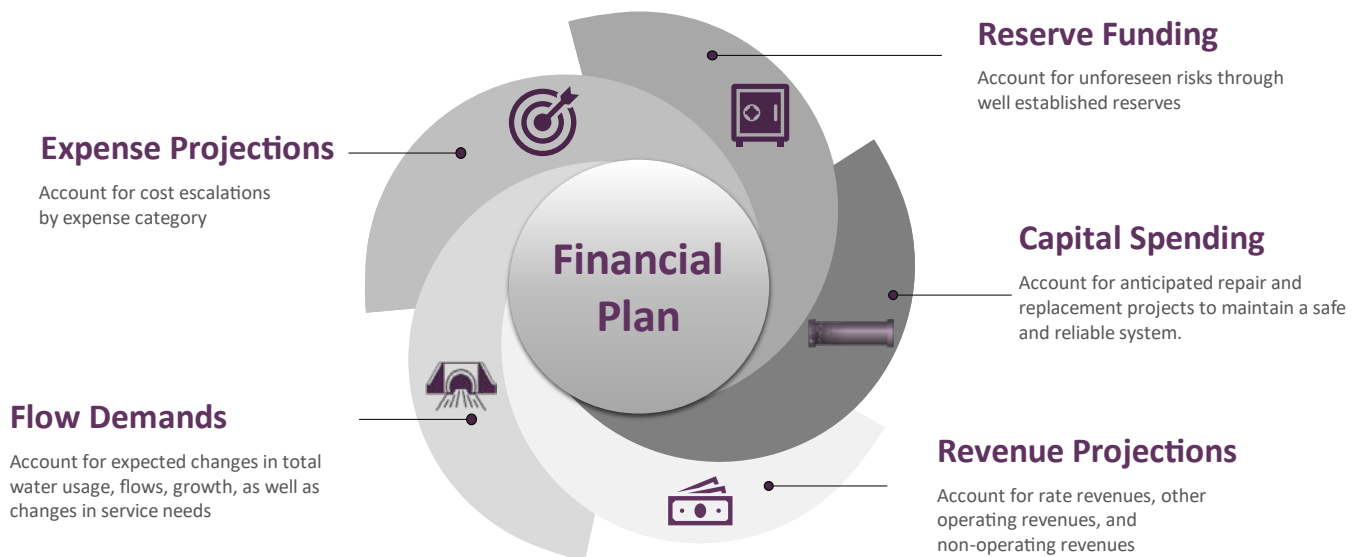 Reserve Funding
Account for unforeseen risks through
well established reserves
Expense Projections
Account for cost escalations
by expense category
Financial
Plan
Capital Spending
Account for anticipated repair and
replacement projects to maintain a safe
and reliable system.
Flow Demands
Account for expected changes in total
water usage, flows, growth, as well as
changes in service needs
Revenue Projections
Account for rate revenues, other
operating revenues, and
non-operating revenues